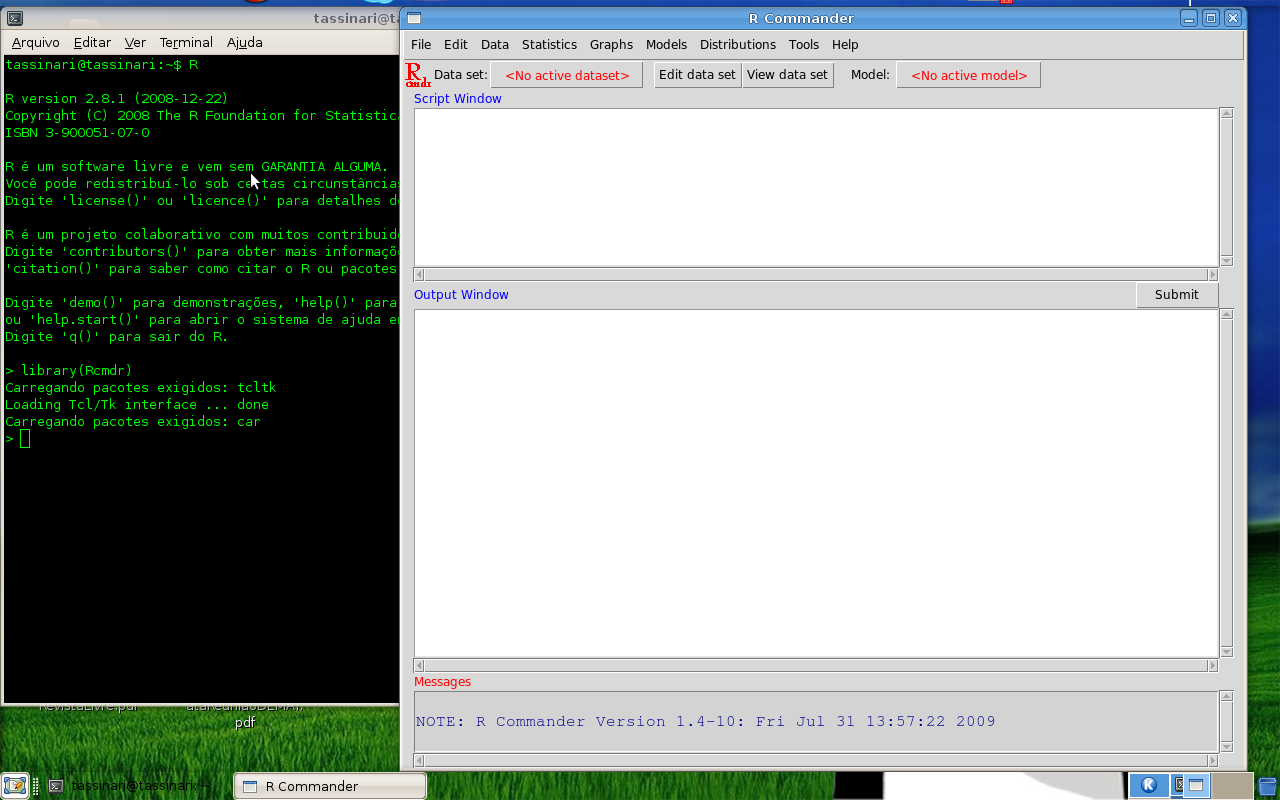 tassinari@t
Arquivo Editar Ver Terminal Ajuda
tassinari@tassinari:~$ R
R version 2.8.1 (2008-12-22)
Copyright (C) 2008 The R Foundation for Statistic
ISBN 3-900051-07-0
R é um software livre e vem sem GARANTIA ALGUMA.
Você pode redistribuí-lo sob certas circunstâncias
Digite 'license()' ou 'licence()' para detalhes d
R é um projeto colaborativo com muitos contribuid
Digite 'contributors()' para obter mais informaçõ
'citation()' para saber como citar o R ou pacotes
Digite 'demo()' para demonstrações, 'help()' para
ou 'help.start()' para abrir o sistema de ajuda e
Digite 'q()' para sair do R.
> library(Rcmdr)
Carregando pacotes exigidos: tcltk
Loading Tcl/Tk interface ... done
Carregando pacotes exigidos: car
>
R Commander
File Edit Data Statistics Graphs Models Distributions Tools Help
R cmdr Data set: <No active dataset> Edit data set View data set Model: <No active model>
Script Window
Output Window Submit
Messages
NOTE: R Commander Version 1.4-10: Fri Jul 31 13:57:22 2009
pdf
tassinari@tassinari: R Commander K